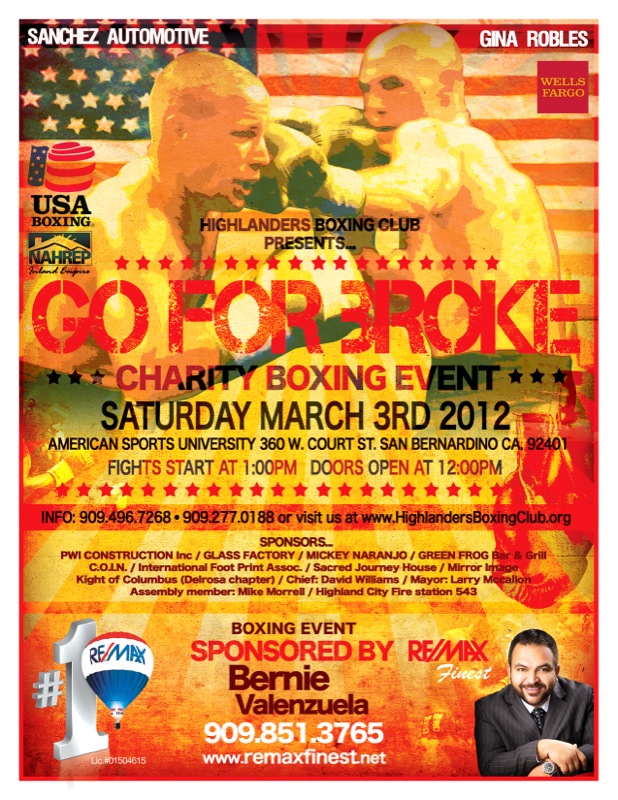 SANCHEZ AUTOMOTIVE
GINA ROBLES
WELLS
FARGO
USA
BOXING
NAHREP
Inland Empire
HIGHLANDERS BOXING CLUB
PRESENTS...
GO FOR BROKE
CHARITY BOXING EVENT
SATURDAY MARCH 3RD 2012
AMERICAN SPORTS UNIVERSITY 360 W. COURT ST. SAN BERNARDINO CA. 92401
FIGHTS START AT 1:00PM DOORS OPEN AT 12:00PM
INFO: 909.496.7268 • 909.277.0188 or visit us at www.HighlandersBoxingClub.org
SPONSORS...
PWI CONSTRUCTION Inc / GLASS FACTORY / MICKEY NARANJO / GREEN FROG Bar & Grill
C.O.I.N. / International Foot Print Assoc. / Sacred Journey House / Mirror Image
Kight of Columbus (Delrosa chapter) / Chief: David Williams / Mayor: Larry Mccallon
Assembly member: Mike Morrell / Highland City Fire station 543
BOXING EVENT
SPONSORED BY RE/MAX
Finest
Bernie
Valenzuela
909.851.3765
www.remaxfinest.net
#1
RE/MAX
Lic.#01504615